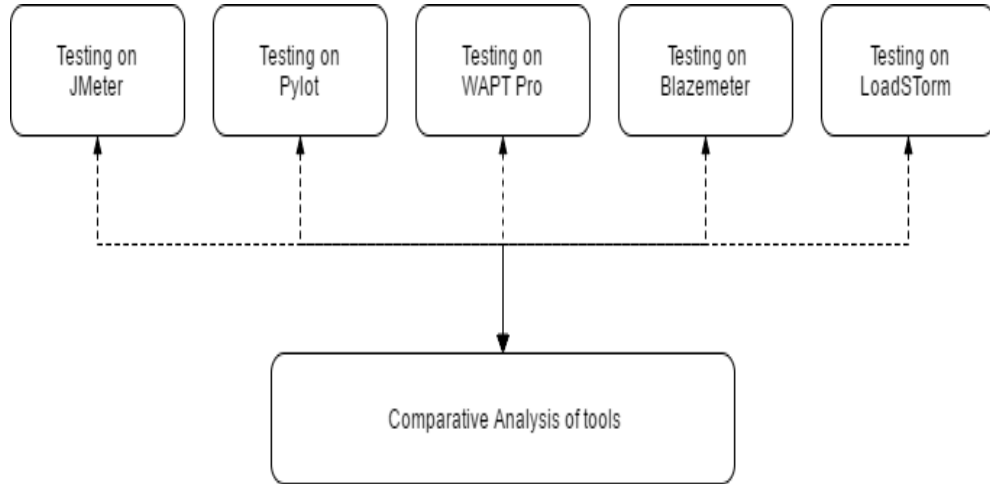 Testing on
JMeter
Testing on
Pylot
Testing on
WAPT Pro
Testing on
Blazemeter
Testing on
LoadSTorm
Comparative Analysis of tools